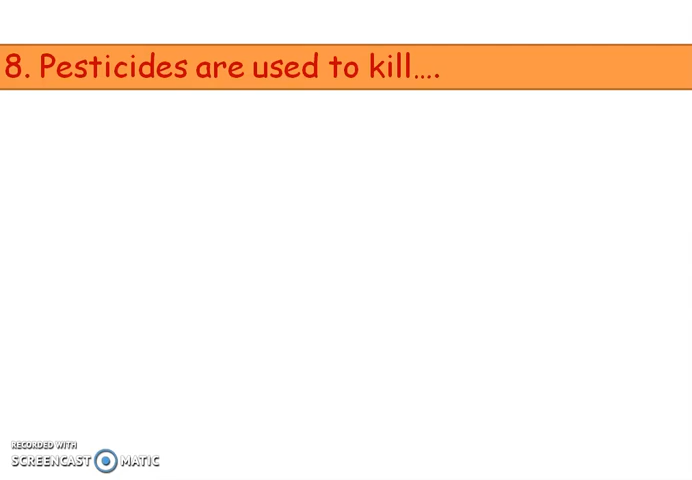 8. Pesticides are used to kill….
RECORDED WITH
SCREENCAST MATIC